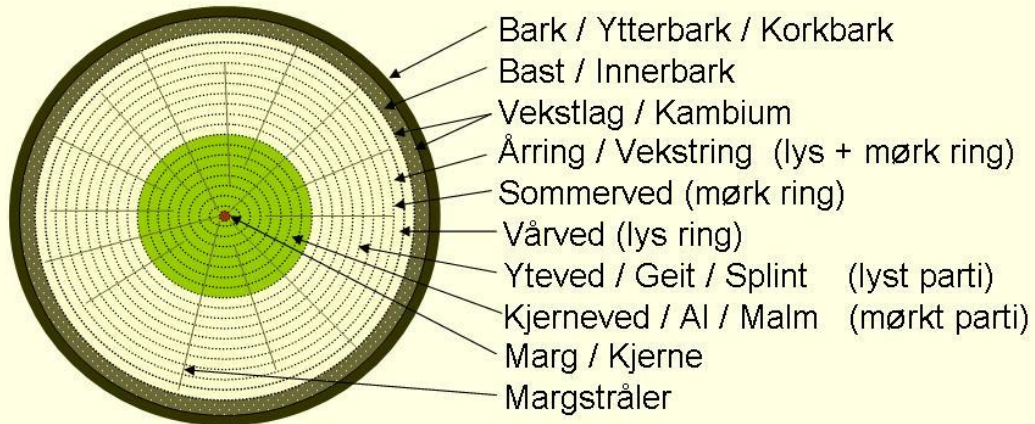 Bark / Ytterbark / Korkbark
Bast / Innerbark
Vekstlag / Kambium
Årring / Vekstring (lys + mørk ring)
Sommerved (mørk ring)
Vårved (lys ring)
Yteved / Geit / Splint (lyst parti)
Kjerneved / Al / Malm (mørkt parti)
Marg / Kjerne
Margstråler